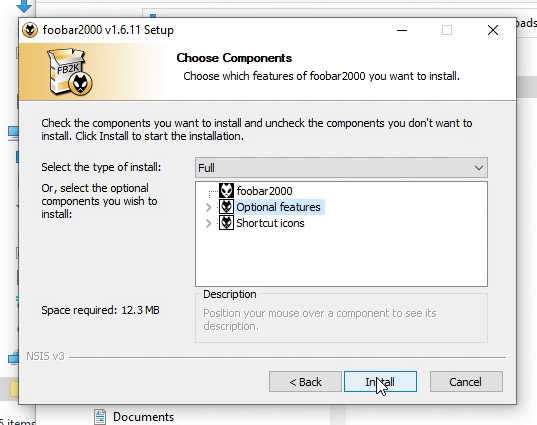 foobar2000 v1.6.11 Setup
FB2K
Choose Components
Choose which features of foobar2000 you want to install.
Check the components you want to install and uncheck the components you don't want to
install. Click Install to start the installation.
Select the type of install:
Full
Or, select the optional
components you wish to
install:
foobar2000
Optional features
Shortcut icons
Space required: 12.3 MB
Description
Position your mouse over a component to see its
description.
NSIS v3
< Back
Install
Cancel
Documents